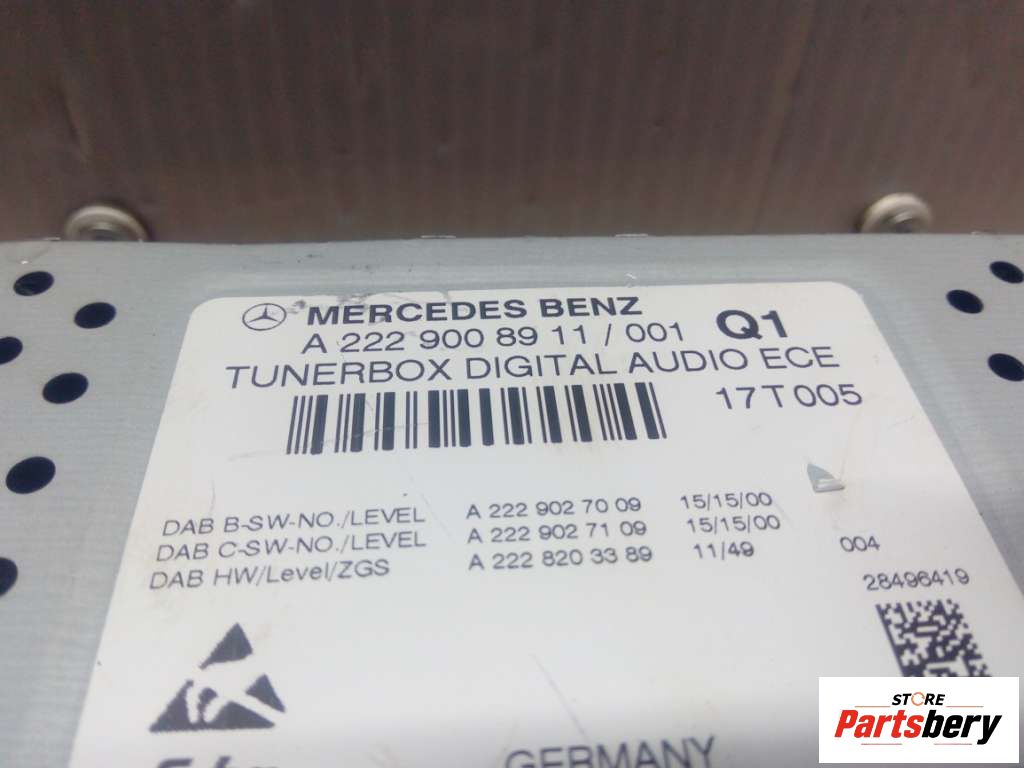 MERCEDES BENZ
A 222 900 89 11 / 001 Q1
TUNERBOX DIGITAL AUDIO ECE
17T005
DAB B-SW-NO./LEVEL A 222 902 70 09 15/15/00
DAB C-SW-NO./LEVEL A 222 902 71 09 15/15/00
DAB HW/Level/ZGS A 222 820 33 89 11/49 004
28496419
GERMANY
STORE
Partsbery